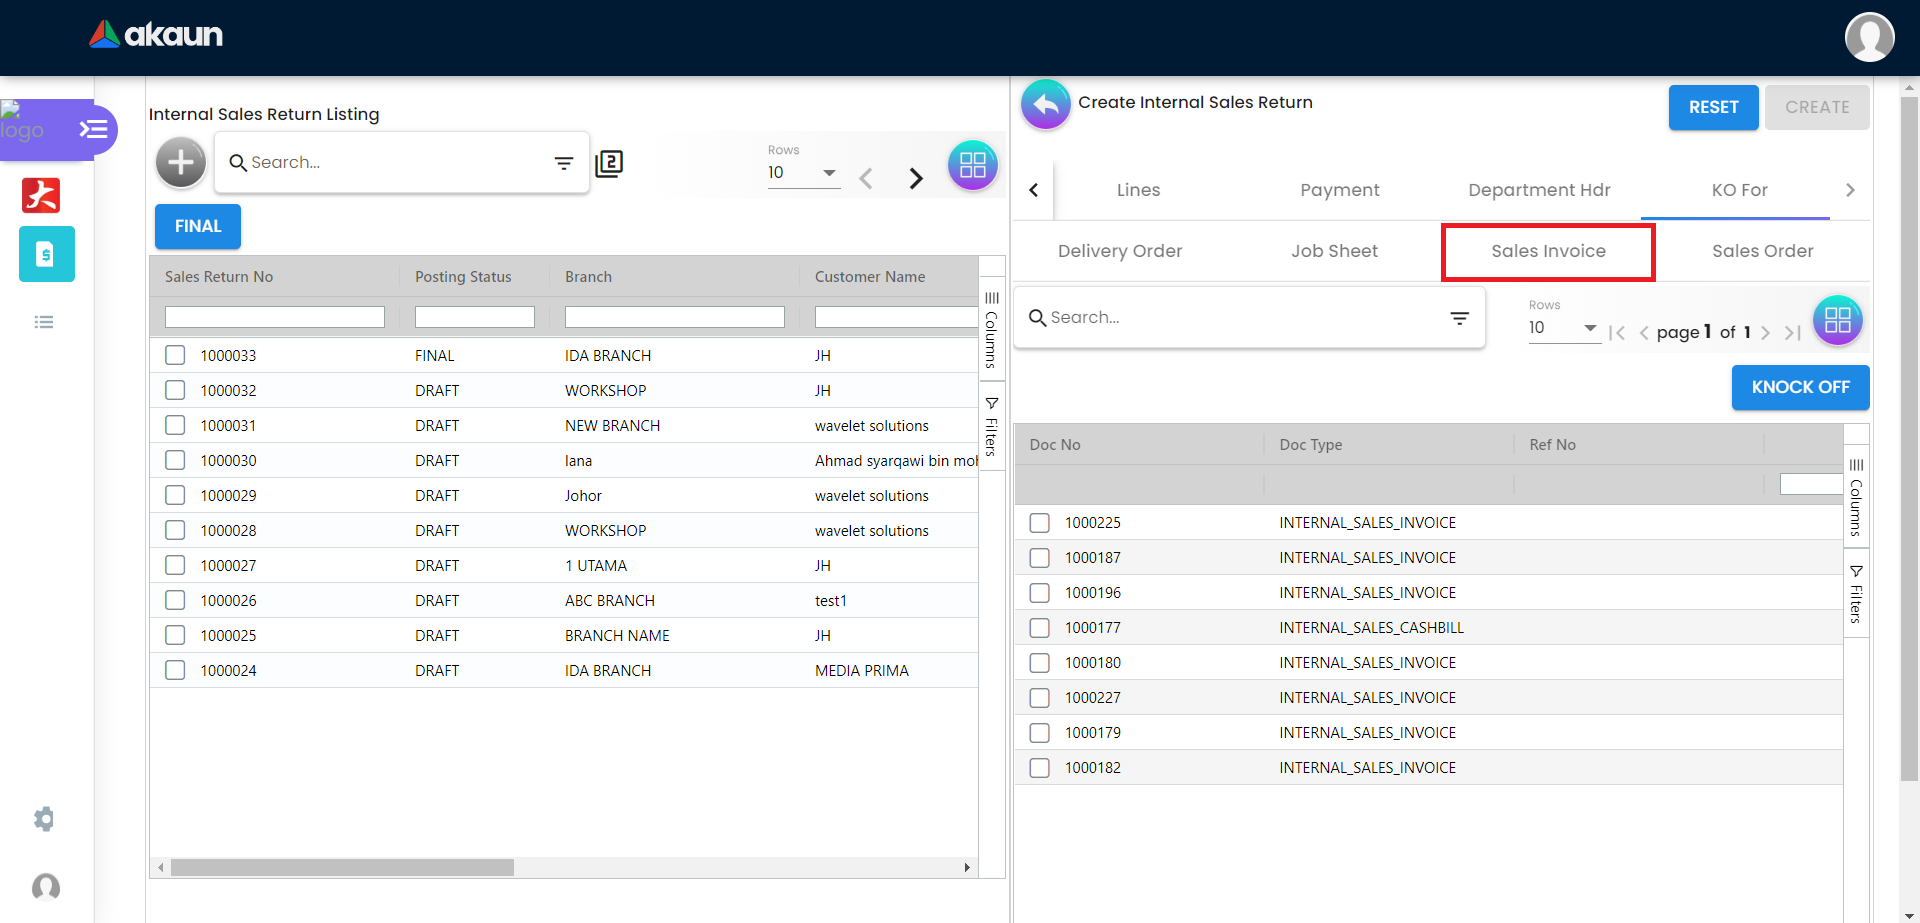 akaun
logo
Internal Sales Return Listing
Search...
2
Rows
10
FINAL
Sales Return No Posting Status Branch Customer Name
1000033 FINAL IDA BRANCH JH
1000032 DRAFT WORKSHOP JH
1000031 DRAFT NEW BRANCH wavelet solutions
1000030 DRAFT Iana Ahmad syarqawi bin moh
1000029 DRAFT Johor wavelet solutions
1000028 DRAFT WORKSHOP wavelet solutions
1000027 DRAFT 1 UTAMA JH
1000026 DRAFT ABC BRANCH test1
1000025 DRAFT BRANCH NAME JH
1000024 DRAFT IDA BRANCH MEDIA PRIMA
Columns
Filters
Create Internal Sales Return
RESET CREATE
Lines Payment Department Hdr KO For
Delivery Order Job Sheet Sales Invoice Sales Order
Search...
Rows
10
page 1 of 1
KNOCK OFF
Doc No Doc Type Ref No
1000225 INTERNAL_SALES_INVOICE
1000187 INTERNAL_SALES_INVOICE
1000196 INTERNAL_SALES_INVOICE
1000177 INTERNAL_SALES_CASHBILL
1000180 INTERNAL_SALES_INVOICE
1000227 INTERNAL_SALES_INVOICE
1000179 INTERNAL_SALES_INVOICE
1000182 INTERNAL_SALES_INVOICE
Columns
Filters